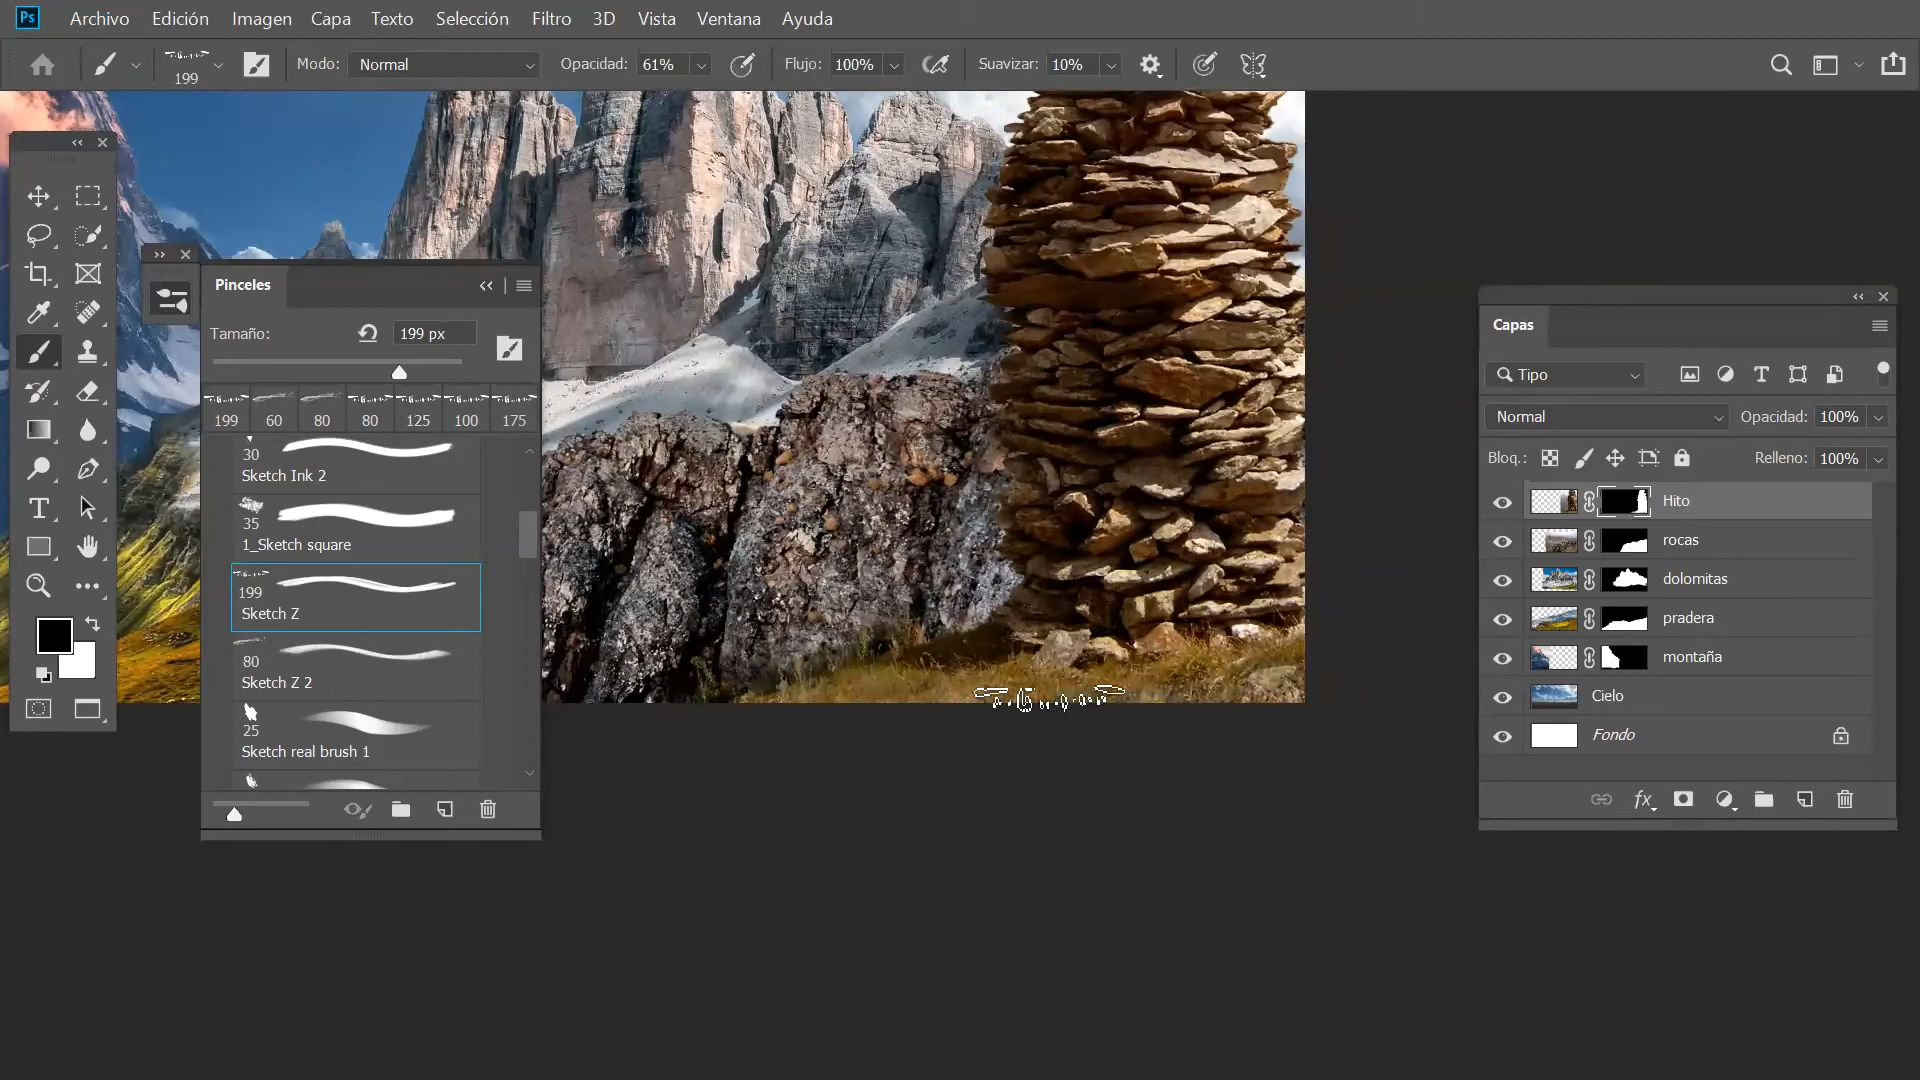 Ps Archivo Edición Imagen Capa Texto Selección Filtro 3D Vista Ventana Ayuda
199 Modo: Normal Opacidad: 61% Flujo: 100% Suavizar: 10%
Pinceles
Tamaño: 199 px
199 60 80 80 125 100 175
30
Sketch Ink 2
35
1_Sketch square
199
Sketch Z
80
Sketch Z 2
25
Sketch real brush 1
Capas
Tipo
Normal Opacidad: 100%
Bloq.: Relleno: 100%
Hito
rocas
dolomitas
pradera
montaña
Cielo
Fondo
fx